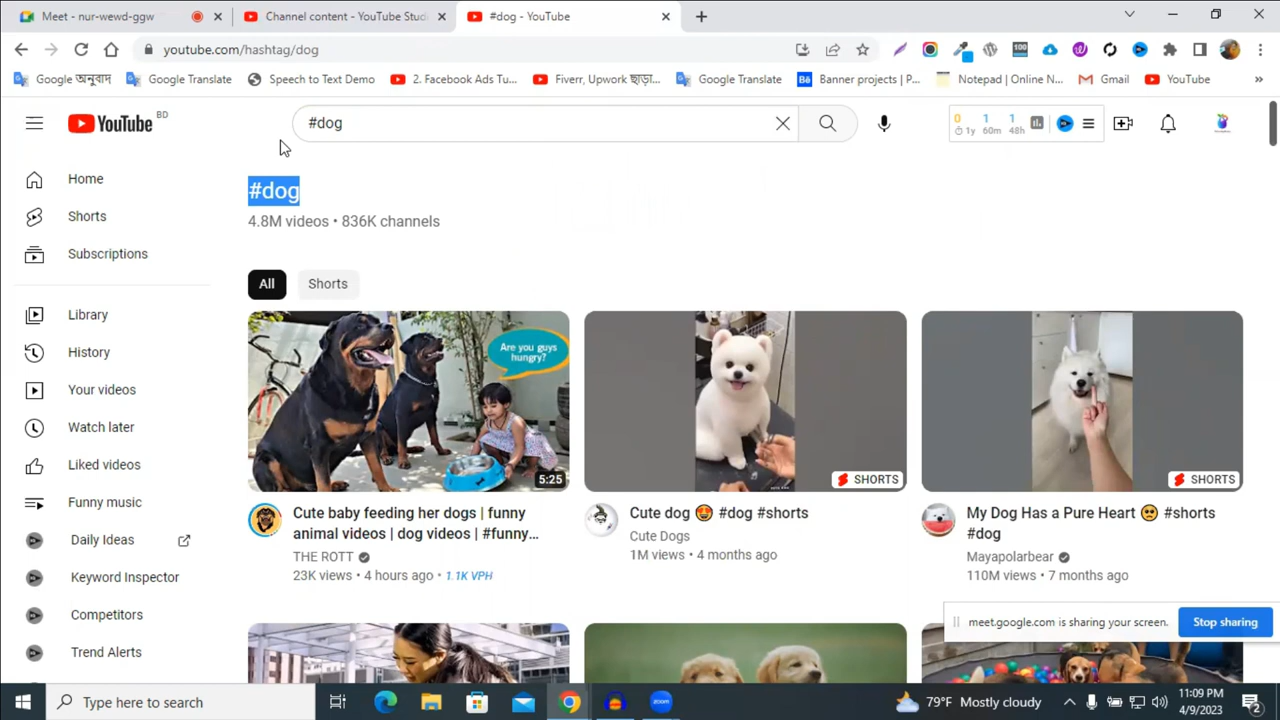 Meet - nur-wewd-ggw
Channel content - YouTube Stud
#dog - YouTube
youtube.com/hashtag/dog
Google অনুবাদ
Google Translate
Speech to Text Demo
2. Facebook Ads Tu...
Fiverr, Upwork ছাড়া...
Google Translate
Banner projects | P...
Notepad | Online N...
Gmail
YouTube
YouTube BD
#dog
0 1 1
1y 60m 48h
Home
Shorts
Subscriptions
Library
History
Your videos
Watch later
Liked videos
Funny music
Daily Ideas
Keyword Inspector
Competitors
Trend Alerts
#dog
4.8M videos • 836K channels
All
Shorts
Are you guys
hungry?
5:25
SHORTS
SHORTS
Cute baby feeding her dogs | funny
animal videos | dog videos | #funny...
THE ROTT
23K views • 4 hours ago • 1.1K VPH
Cute dog 🤩 #dog #shorts
Cute Dogs
1M views • 4 months ago
My Dog Has a Pure Heart 🥺 #shorts
#dog
Mayapolarbear
110M views • 7 months ago
meet.google.com is sharing your screen.
Stop sharing
Type here to search
zoom
79°F Mostly cloudy
11:09 PM
4/9/2023
2